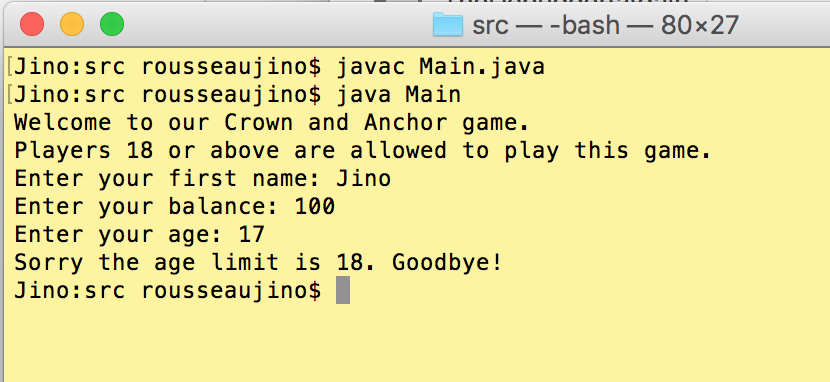 src — -bash — 80×27
[Jino:src rousseaujino$ javac Main.java
[Jino:src rousseaujino$ java Main
Welcome to our Crown and Anchor game.
Players 18 or above are allowed to play this game.
Enter your first name: Jino
Enter your balance: 100
Enter your age: 17
Sorry the age limit is 18. Goodbye!
Jino:src rousseaujino$